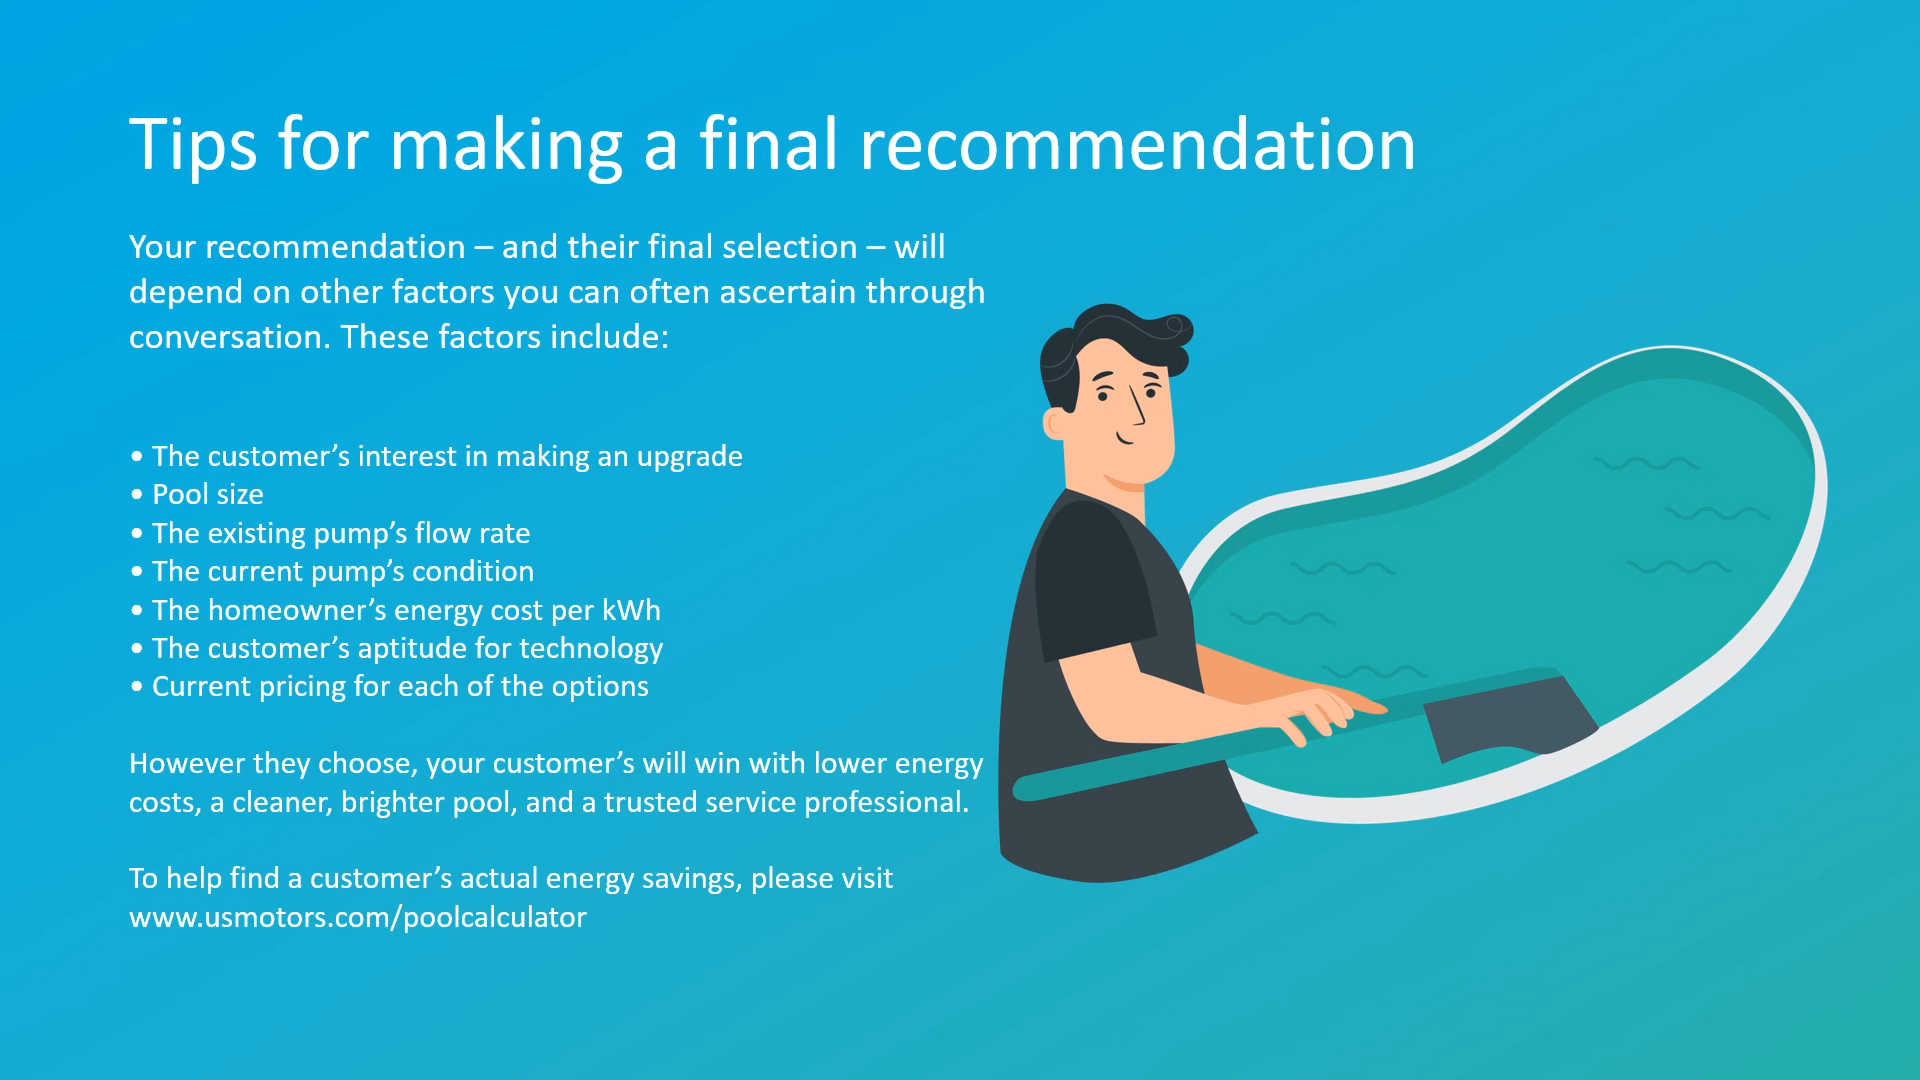 Tips for making a final recommendation
Your recommendation – and their final selection – will
depend on other factors you can often ascertain through
conversation. These factors include:
• The customer’s interest in making an upgrade
• Pool size
• The existing pump’s flow rate
• The current pump’s condition
• The homeowner’s energy cost per kWh
• The customer’s aptitude for technology
• Current pricing for each of the options
However they choose, your customer’s will win with lower energy
costs, a cleaner, brighter pool, and a trusted service professional.
To help find a customer’s actual energy savings, please visit
www.usmotors.com/poolcalculator